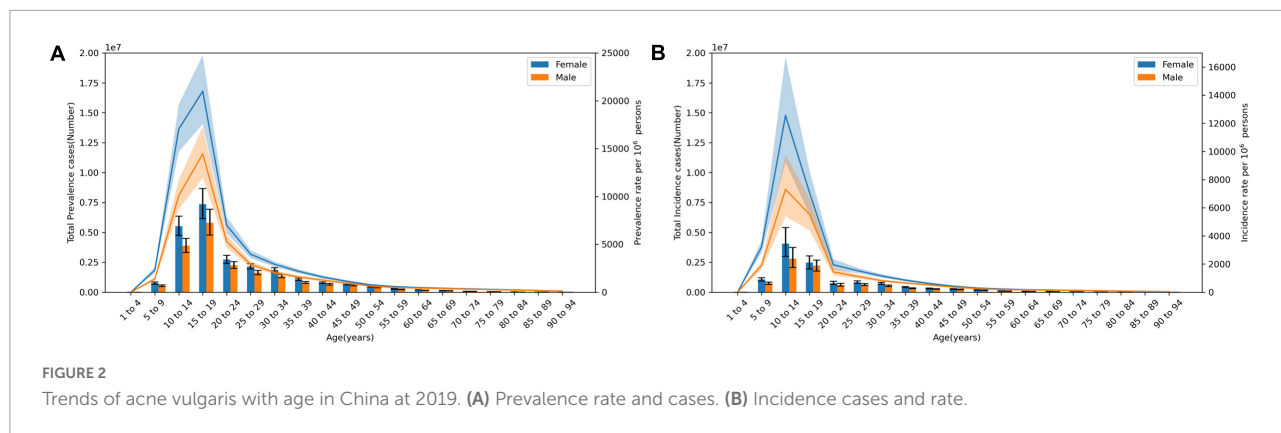 A
1e7
2.00
1.75
1.50
1.25
1.00
0.75
0.50
0.25
0.00
Total Prevalence cases(Number)
Female
Male
25000
20000
15000
10000
5000
0
Prevalence rate per 10⁶ persons
1 to 4
5 to 9
10 to 14
15 to 19
20 to 24
25 to 29
30 to 34
35 to 39
40 to 44
45 to 49
50 to 54
55 to 59
60 to 64
65 to 69
70 to 74
75 to 79
80 to 84
85 to 89
90 to 94
Age(years)
B
1e7
2.00
1.75
1.50
1.25
1.00
0.75
0.50
0.25
0.00
Total Incidence cases(Number)
Female
Male
16000
14000
12000
10000
8000
6000
4000
2000
0
Incidence rate per 10⁶ persons
1 to 4
5 to 9
10 to 14
15 to 19
20 to 24
25 to 29
30 to 34
35 to 39
40 to 44
45 to 49
50 to 54
55 to 59
60 to 64
65 to 69
70 to 74
75 to 79
80 to 84
85 to 89
90 to 94
Age(years)
FIGURE 2
Trends of acne vulgaris with age in China at 2019. (A) Prevalence rate and cases. (B) Incidence cases and rate.